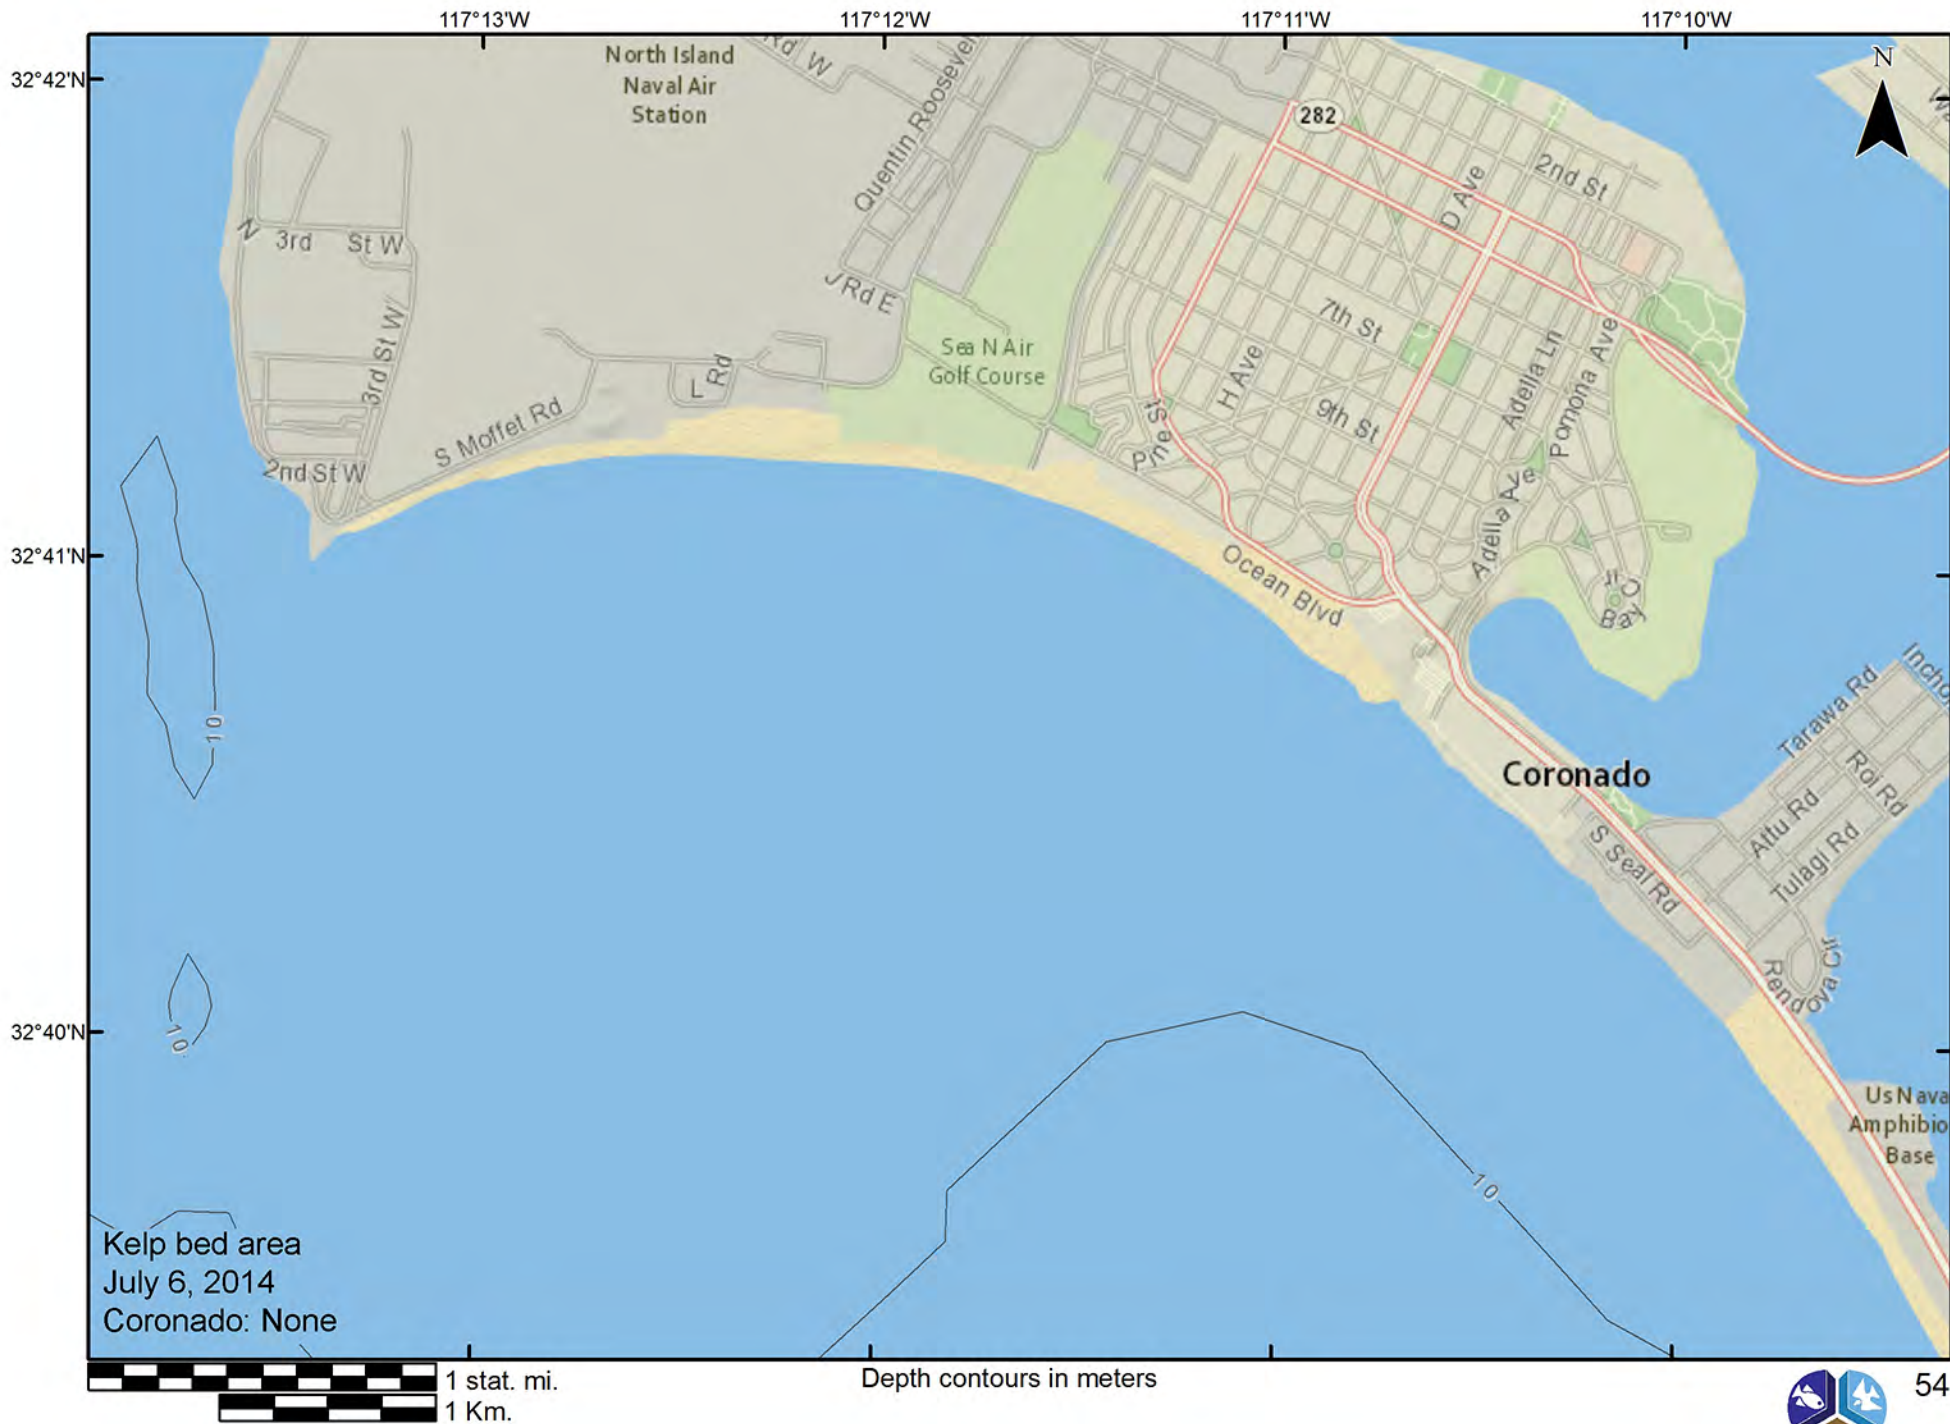 117°13'W
117°12'W
117°11'W
117°10'W
32°42'N
32°41'N
32°40'N
N
North Island
Naval Air
Station
Rd W
282
2nd St
D Ave
N
3rd St W
J Rd E
3rd St W
7th St
Sea N Air
Golf Course
L Rd
H Ave
9th St
Adella Ln
Pomona Ave
S Moffet Rd
2nd St W
Pine St
Adella Ave
Ocean Blvd
Bay Cir
Tarawa Rd
Roi Rd
Coronado
Attu Rd
Tulagi Rd
S Seal Rd
Rendova Cir
10
10
10
Us Nava
Amphibio
Base
Kelp bed area
July 6, 2014
Coronado: None
1 stat. mi.
1 Km.
Depth contours in meters
54